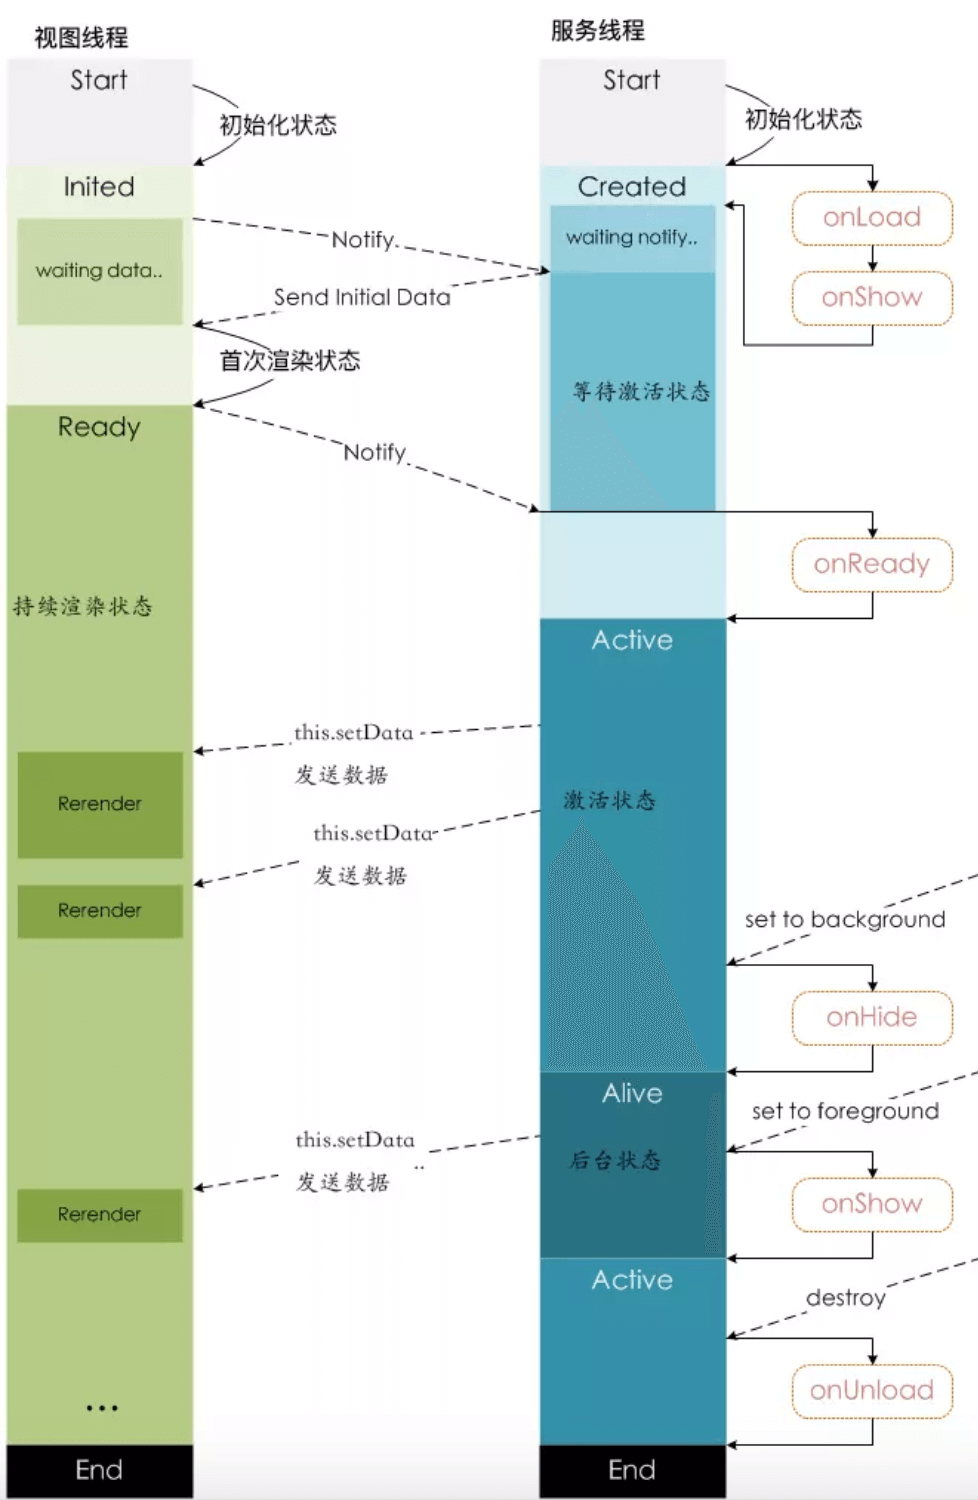 视图线程
服务线程
Start
Start
初始化状态
初始化状态
Inited
Created
onLoad
waiting notify..
Notify
waiting data..
Send Initial Data
onShow
首次渲染状态
等待激活状态
Ready
Notify
onReady
持续渲染状态
Active
this.setData
发送数据
Rerender
激活状态
this.setData
发送数据
Rerender
set to background
onHide
Alive
set to foreground
this.setData
..
发送数据
后台状态
onShow
Rerender
Active
destroy
onUnload
...
End
End